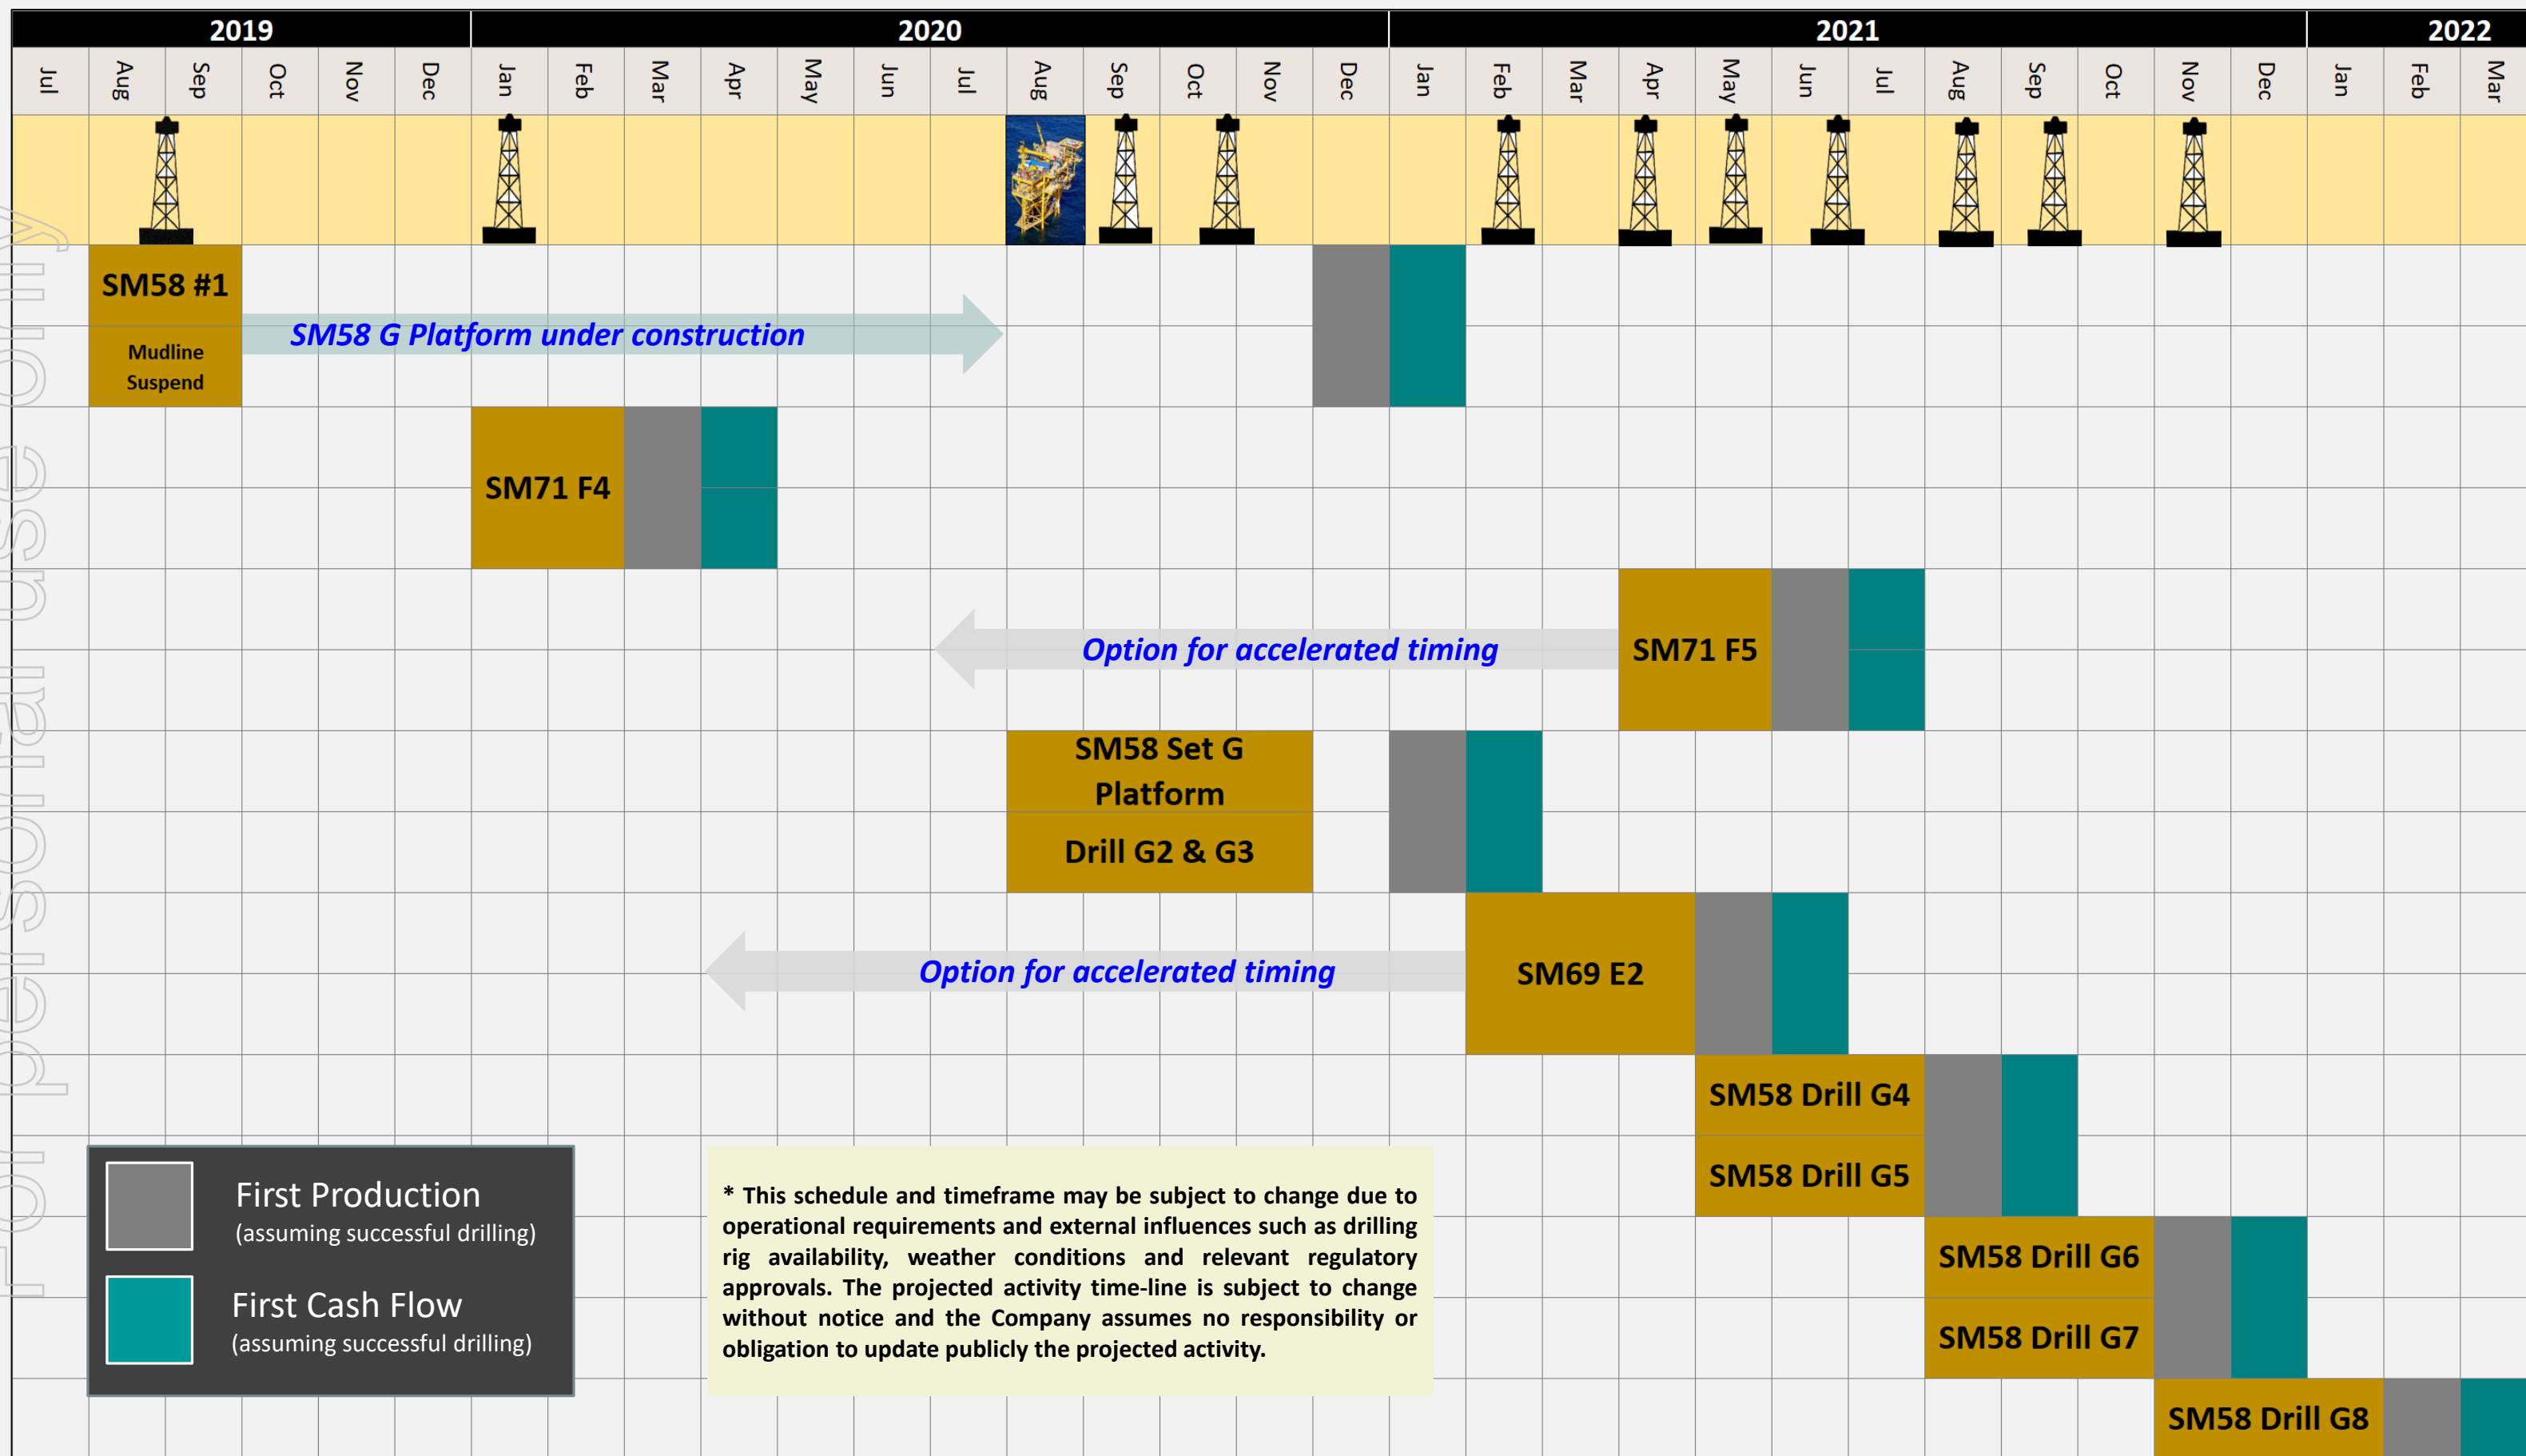 2019 2020 2021 2022
Jul Aug Sep Oct Nov Dec Jan Feb Mar Apr May Jun Jul Aug Sep Oct Nov Dec Jan Feb Mar Apr May Jun Jul Aug Sep Oct Nov Dec Jan Feb Mar
SM58 #1
Mudline
Suspend
SM58 G Platform under construction
SM71 F4
Option for accelerated timing
SM71 F5
SM58 Set G
Platform
Drill G2 & G3
Option for accelerated timing
SM69 E2
SM58 Drill G4
SM58 Drill G5
SM58 Drill G6
SM58 Drill G7
SM58 Drill G8
First Production
(assuming successful drilling)
First Cash Flow
(assuming successful drilling)
* This schedule and timeframe may be subject to change due to
operational requirements and external influences such as drilling
rig availability, weather conditions and relevant regulatory
approvals. The projected activity time-line is subject to change
without notice and the Company assumes no responsibility or
obligation to update publicly the projected activity.
For personal use only